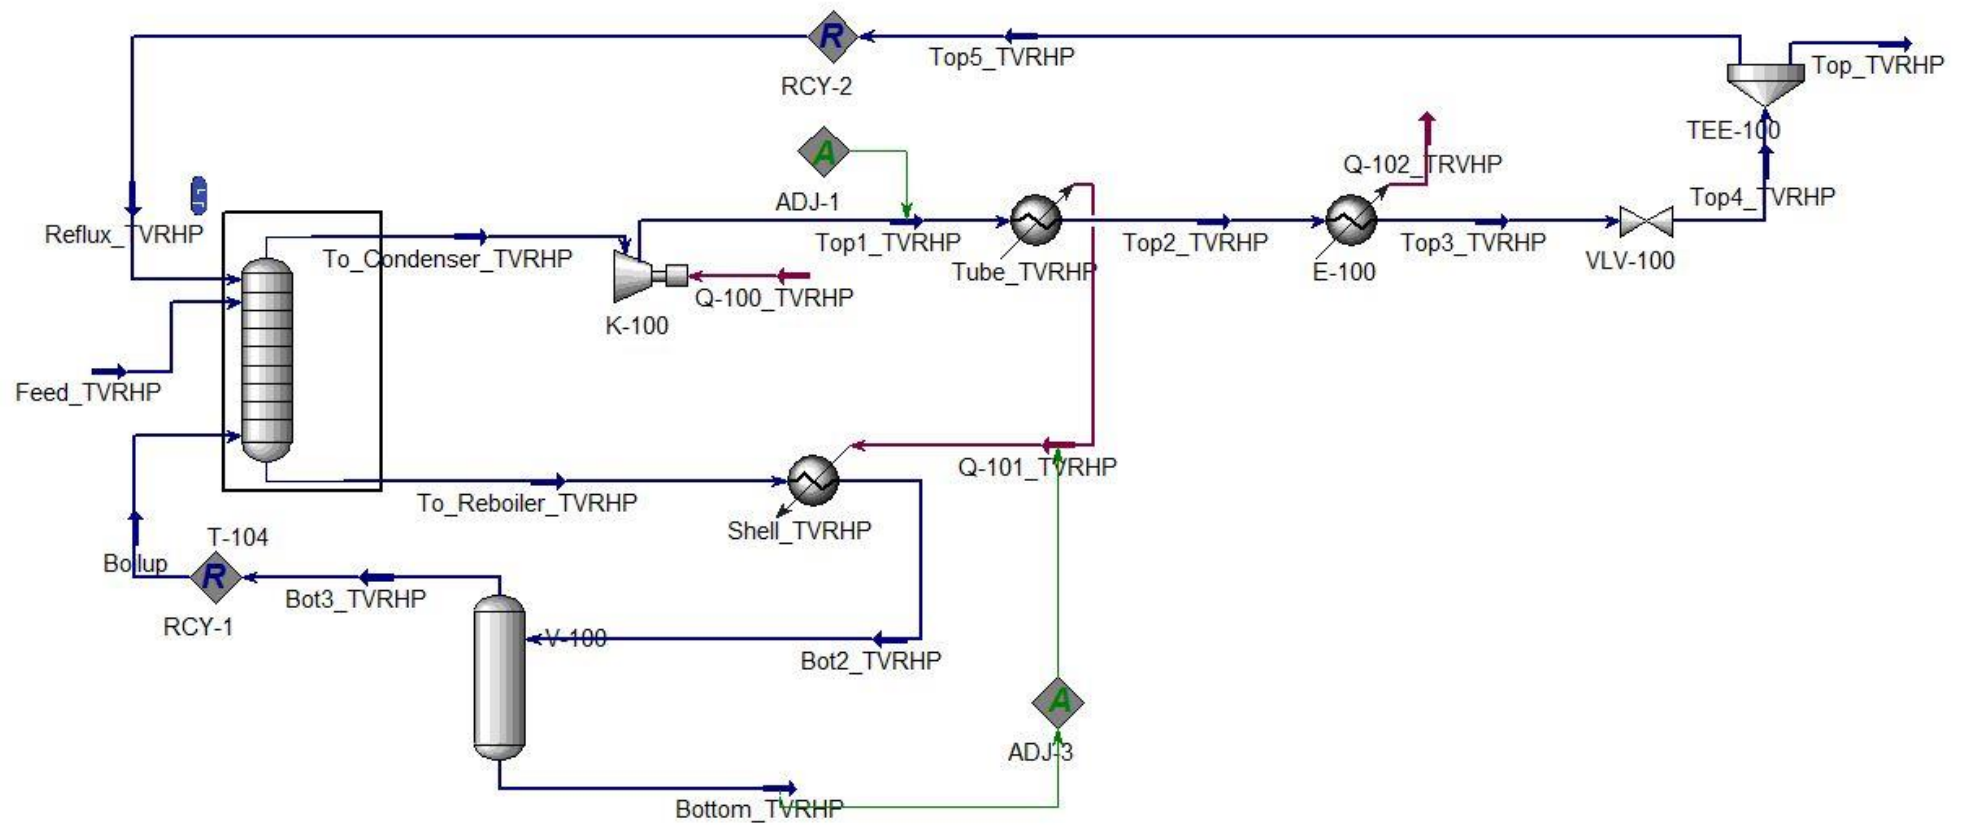 R
Top5_TVRHP
Top_TVRHP
RCY-2
TEE-100
A
Q-102_TRVHP
ADJ-1
Top4_TVRHP
Reflux_TVRHP
To_Condenser_TVRHP
Top1_TVRHP
Top2_TVRHP
Top3_TVRHP
Tube_TVRHP
E-100
VLV-100
Q-100_TVRHP
K-100
Feed_TVRHP
Q-101_TVRHP
To_Reboiler_TVRHP
Shell_TVRHP
T-104
Boilup
R
Bot3_TVRHP
RCY-1
V-100
Bot2_TVRHP
A
ADJ-3
Bottom_TVRHP